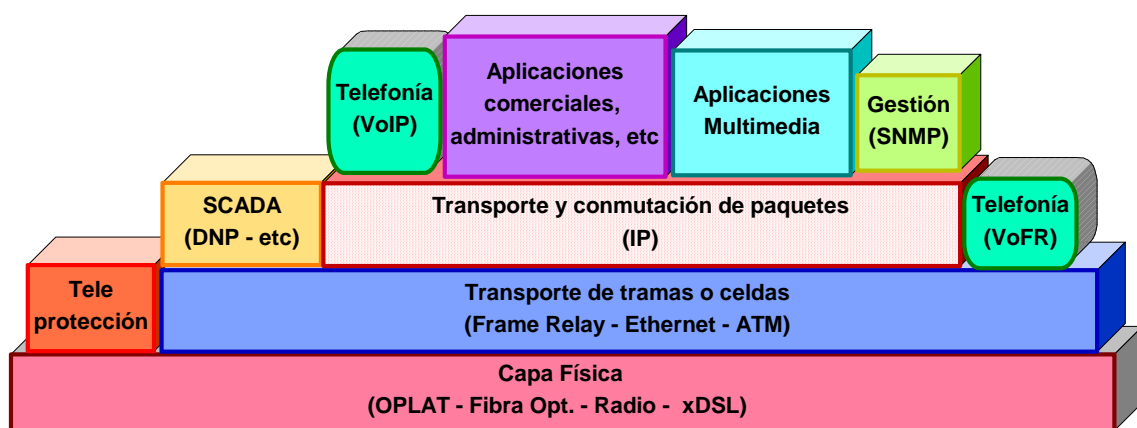 Telefonía
(VoIP)
Aplicaciones
comerciales,
administrativas, etc
Aplicaciones
Multimedia
Gestión
(SNMP)
SCADA
(DNP - etc)
Transporte y conmutación de paquetes
(IP)
Telefonía
(VoFR)
Tele
protección
Transporte de tramas o celdas
(Frame Relay - Ethernet - ATM)
Capa Física
(OPLAT - Fibra Opt. - Radio - xDSL)